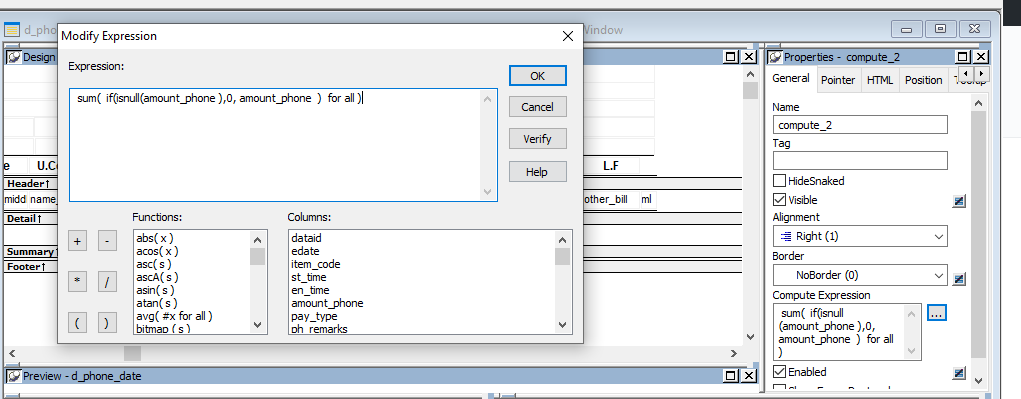 d_pho
Window
Modify Expression
Expression:
sum( if(isnull(amount_phone ),0, amount_phone ) for all )
OK
Cancel
Verify
Help
Functions:
Columns:
+ -
* /
( )
abs( x )
acos( x )
asc( s )
ascA( s )
asin( s )
atan( s )
avg( #x for all )
bitmap ( s )
dataid
edate
item_code
st_time
en_time
amount_phone
pay_type
ph_remarks
Design
e U.Co
L.F
Header↑
midd name_
other_bill ml
Detail↑
Summary↑
Footer↑
Preview - d_phone_date
Properties - compute_2
General Pointer HTML Position
Name
compute_2
Tag
HideSnaked
Visible
Alignment
Right (1)
Border
NoBorder (0)
Compute Expression
sum( if(isnull
(amount_phone ),0,
amount_phone ) for all
)
...
Enabled